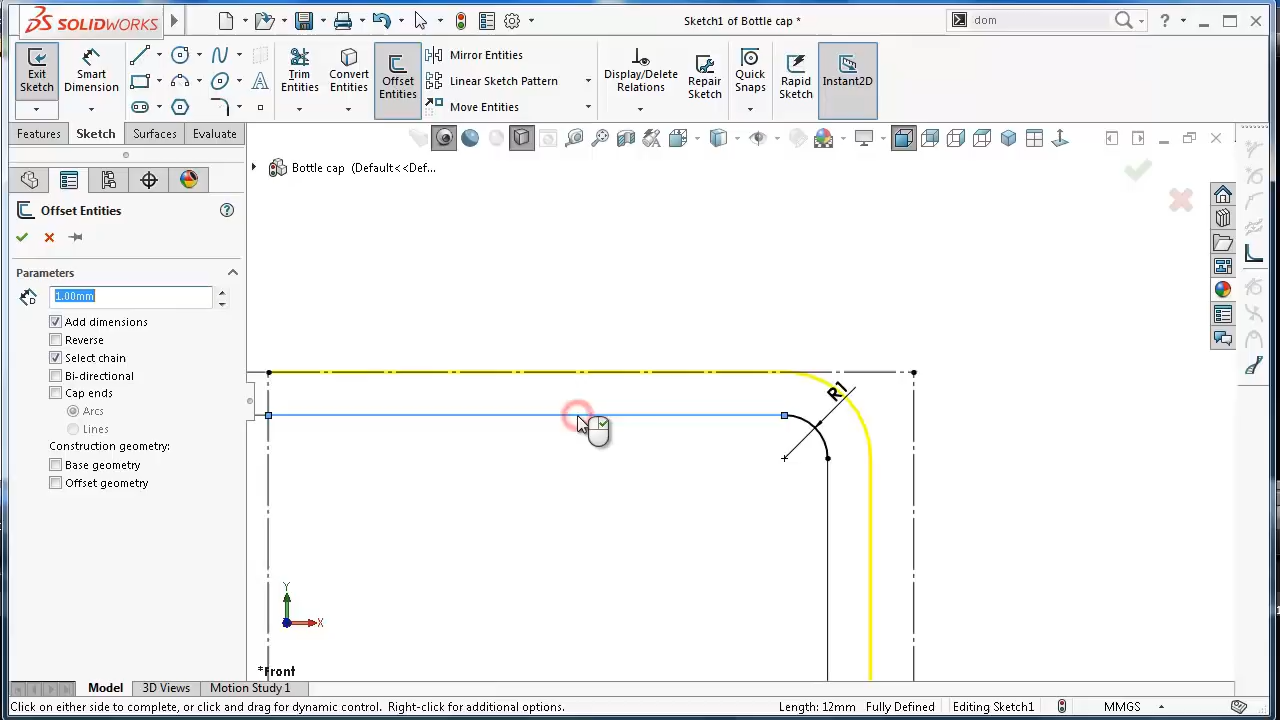 SOLIDWORKS
Sketch1 of Bottle cap *
dom
Exit Sketch
Smart Dimension
Trim Entities
Convert Entities
Offset Entities
Mirror Entities
Linear Sketch Pattern
Move Entities
Display/Delete Relations
Repair Sketch
Quick Snaps
Rapid Sketch
Instant2D
Features
Sketch
Surfaces
Evaluate
Bottle cap (Default<<Def...
Offset Entities
Parameters
1.00mm
Add dimensions
Reverse
Select chain
Bi-directional
Cap ends
Arcs
Lines
Construction geometry:
Base geometry
Offset geometry
R1
Y
X
*Front
Model
3D Views
Motion Study 1
Click on either side to complete, or click and drag for dynamic control. Right-click for additional options.
Length: 12mm
Fully Defined
Editing Sketch1
MMGS